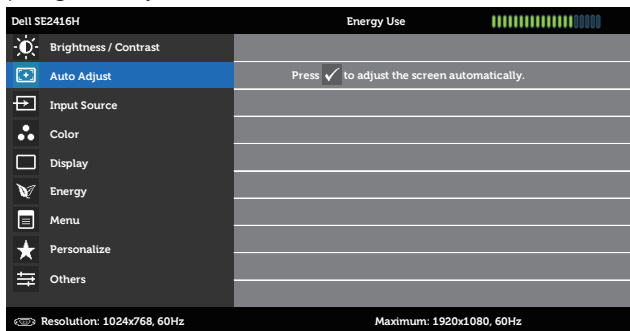 Dell SE2416H Energy Use
Brightness / Contrast
Auto Adjust Press ✓ to adjust the screen automatically.
Input Source
Color
Display
Energy
Menu
Personalize
Others
Resolution: 1024x768, 60Hz Maximum: 1920x1080, 60Hz